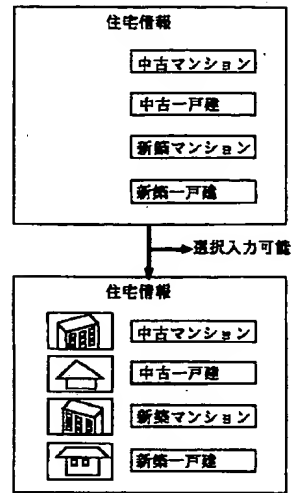 住宅情報
中古マンション
中古一戸建
新築マンション
新築一戸建
選択入力可能
住宅情報
中古マンション
中古一戸建
新築マンション
新築一戸建